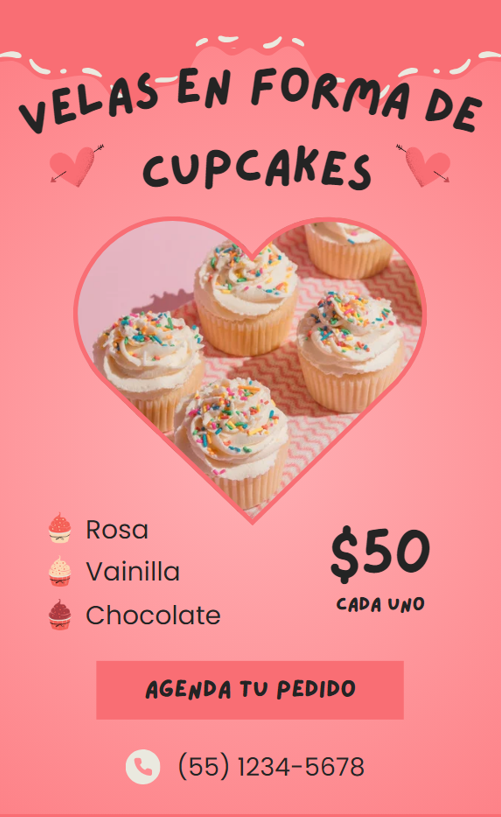 VELAS EN FORMA DE
CUPCAKES
Rosa
Vainilla
Chocolate
$50
CADA UNO
AGENDA TU PEDIDO
(55) 1234-5678